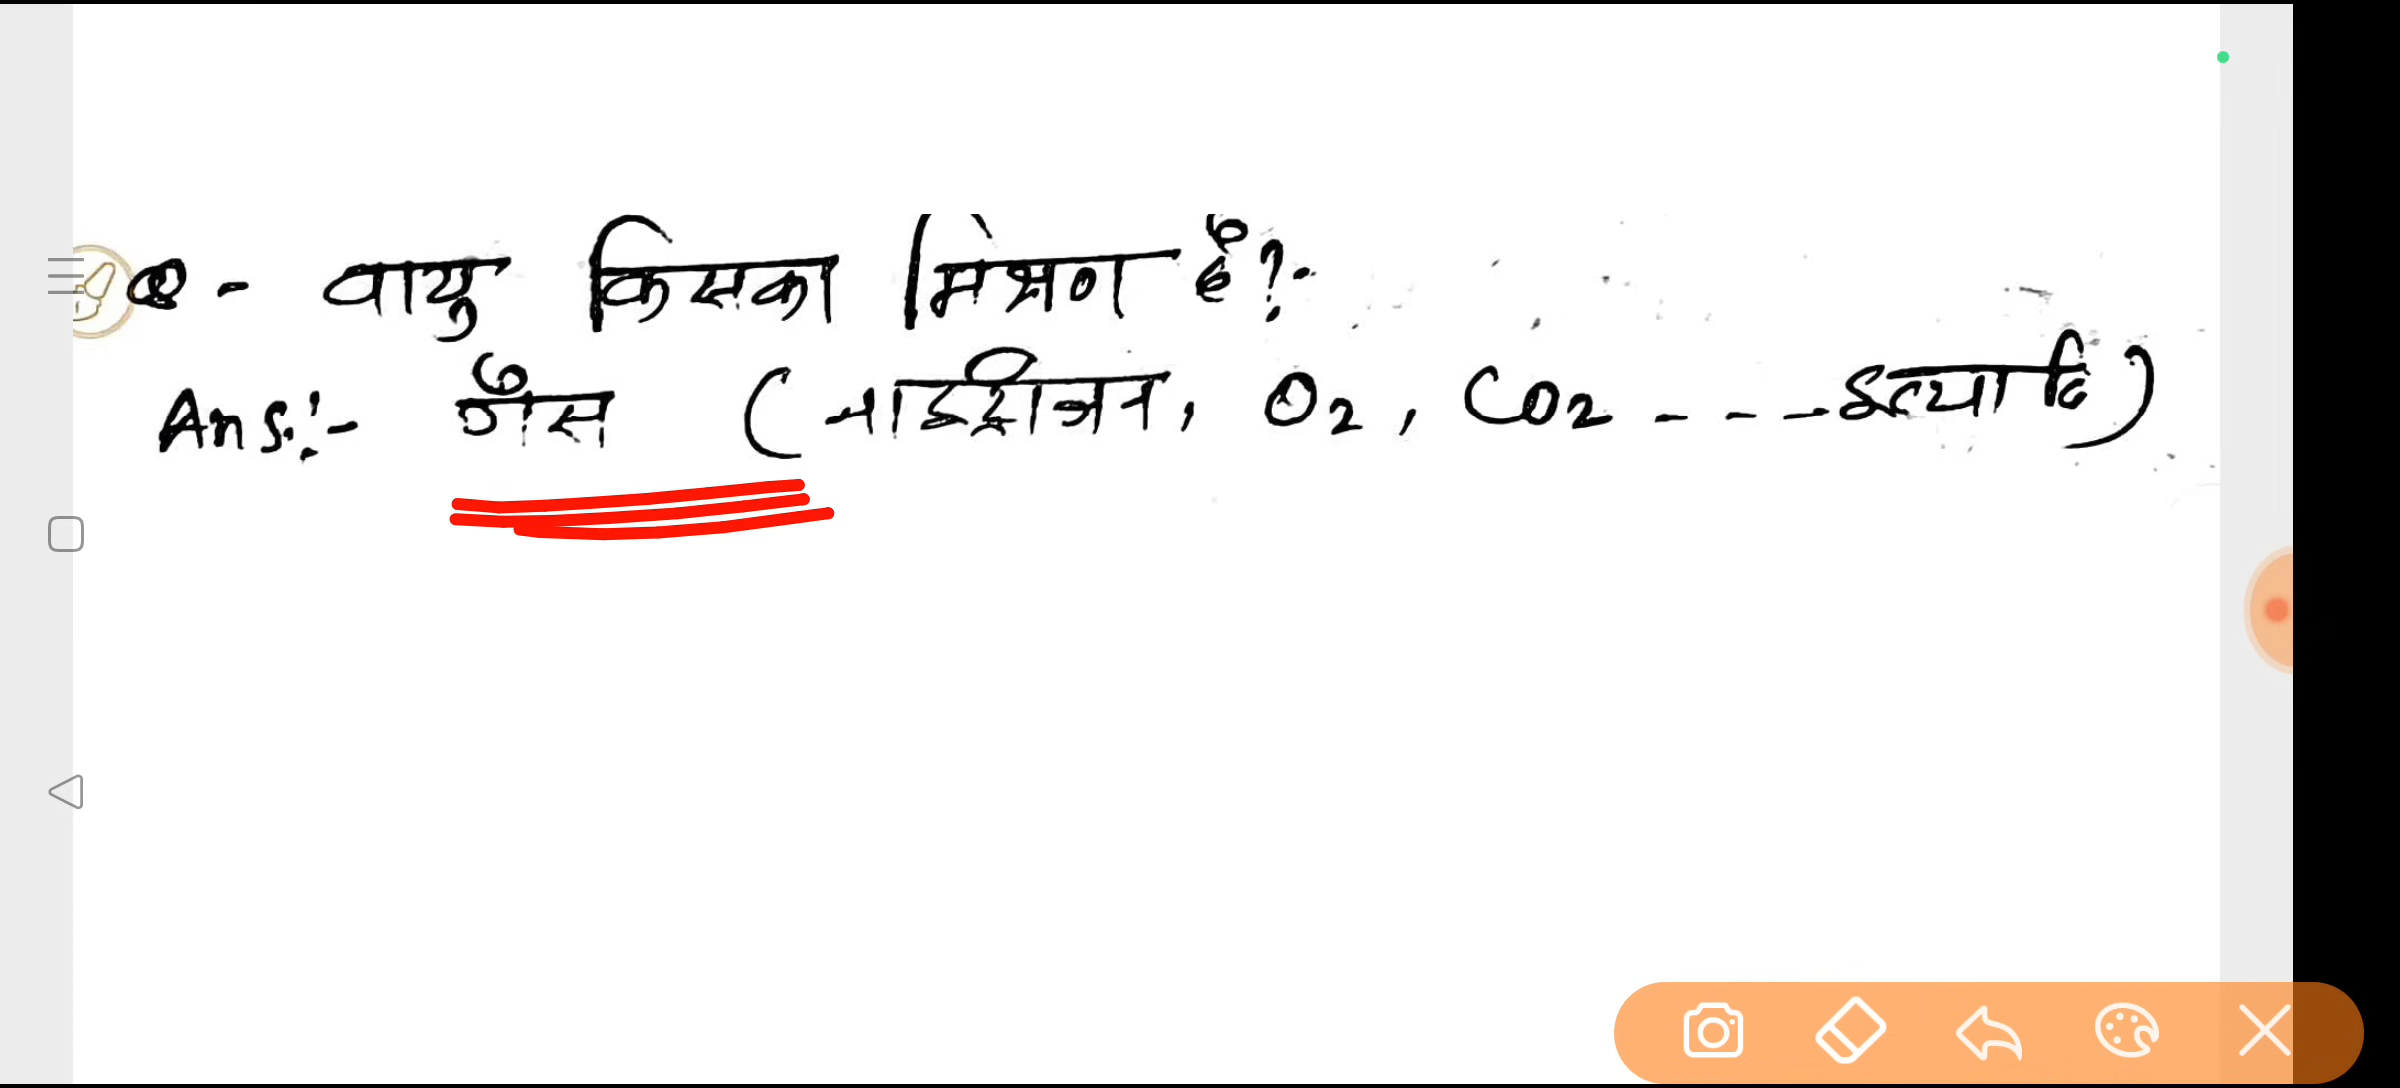 Q - वायु किसका मिश्रण है?-
Ans:- गैस (नाइट्रोजन, O2, CO2 - - - इत्यादि)